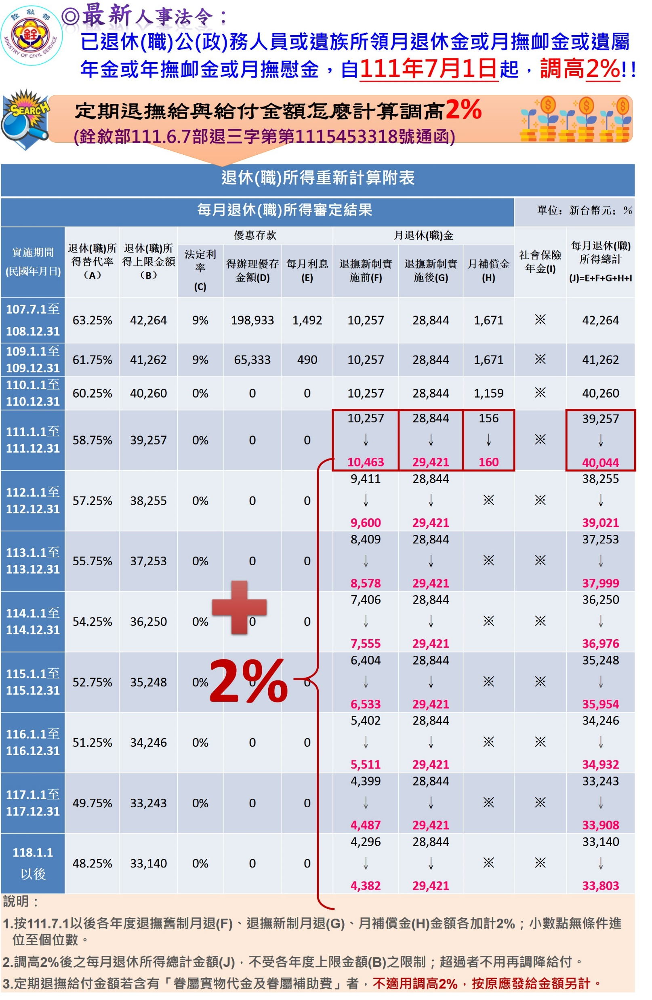 銓敘部
MINISTRY OF CIVIL SERVICE
◎最新人事法令：
已退休(職)公(政)務人員或遺族所領月退休金或月撫卹金或遺屬
年金或年撫卹金或月撫慰金，自111年7月1日起，調高2%!!
SEARCH
定期退撫給與給付金額怎麼計算調高2%
(銓敘部111.6.7部退三字第第1115453318號通函)
退休(職)所得重新計算附表
每月退休(職)所得審定結果 單位：新台幣元；%
實施期間
(民國年月日)
退休(職)所
得替代率
（A）
退休(職)所
得上限金額
（B）
優惠存款
法定利
率
(C)
得辦理優存
金額(D)
每月利息
(E)
月退休(職)金
退撫新制實
施前(F)
退撫新制實
施後(G)
月補償金
(H)
社會保險
年金(I)
每月退休(職)
所得總計
(J)=E+F+G+H+I
107.7.1至
108.12.31
63.25% 42,264 9% 198,933 1,492 10,257 28,844 1,671 ※ 42,264
109.1.1至
109.12.31
61.75% 41,262 9% 65,333 490 10,257 28,844 1,671 ※ 41,262
110.1.1至
110.12.31
60.25% 40,260 0% 0 0 10,257 28,844 1,159 ※ 40,260
111.1.1至
111.12.31
58.75% 39,257 0% 0 0
10,257 28,844 156 ※ 39,257
↓ ↓ ↓ ↓
10,463 29,421 160 40,044
112.1.1至
112.12.31
57.25% 38,255 0% 0 0
9,411 28,844 ※ ※ 38,255
↓ ↓ ↓
9,600 29,421 39,021
113.1.1至
113.12.31
55.75% 37,253 0% 0 0
8,409 28,844 ※ ※ 37,253
↓ ↓ ↓
8,578 29,421 37,999
114.1.1至
114.12.31
54.25% 36,250 0% 0 0
7,406 28,844 ※ ※ 36,250
↓ ↓ ↓
7,555 29,421 36,976
115.1.1至
115.12.31
52.75% 35,248 0% 0 0
6,404 28,844 ※ ※ 35,248
↓ ↓ ↓
6,533 29,421 35,954
2%
116.1.1至
116.12.31
51.25% 34,246 0% 0 0
5,402 28,844 ※ ※ 34,246
↓ ↓ ↓
5,511 29,421 34,932
117.1.1至
117.12.31
49.75% 33,243 0% 0 0
4,399 28,844 ※ ※ 33,243
↓ ↓ ↓
4,487 29,421 33,908
118.1.1
以後
48.25% 33,140 0% 0 0
4,296 28,844 ※ ※ 33,140
↓ ↓ ↓
4,382 29,421 33,803
說明：
1.按111.7.1以後各年度退撫舊制月退(F)、退撫新制月退(G)、月補償金(H)金額各加計2%；小數點無條件進
位至個位數。
2.調高2%後之每月退休所得總計金額(J)，不受各年度上限金額(B)之限制；超過者不用再調降給付。
3.定期退撫給付金額若含有「眷屬實物代金及眷屬補助費」者，不適用調高2%，按原應發給金額另計。